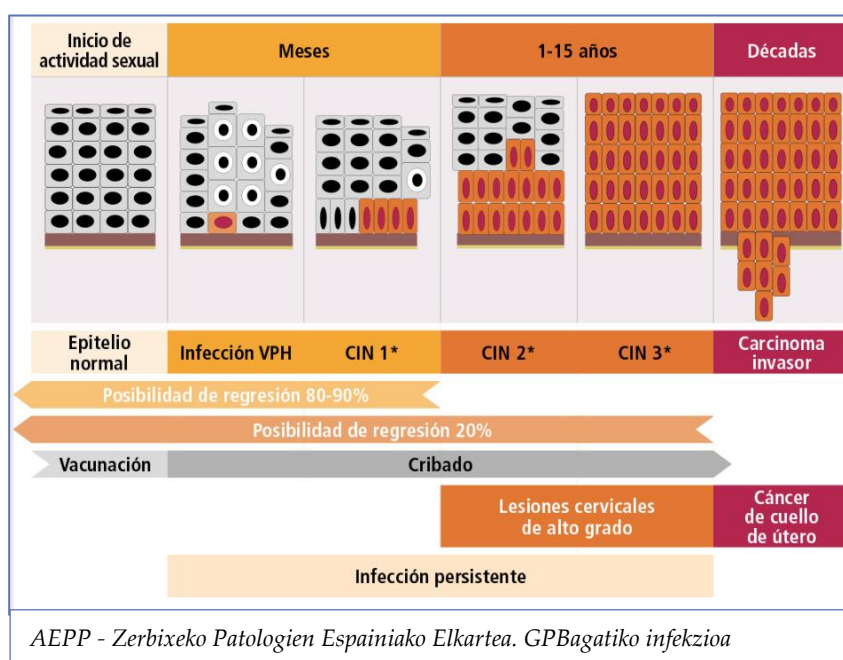 Inicio de
actividad sexual
Meses
1-15 años
Décadas
Epitelio
normal
Infección VPH
CIN 1*
CIN 2*
CIN 3*
Carcinoma
invasor
Posibilidad de regresión 80-90%
Posibilidad de regresión 20%
Vacunación
Cribado
Lesiones cervicales
de alto grado
Cáncer
de cuello
de útero
Infección persistente
AEPP - Zerbixeko Patologien Espainiako Elkartea. GPBagatiko infekzioa